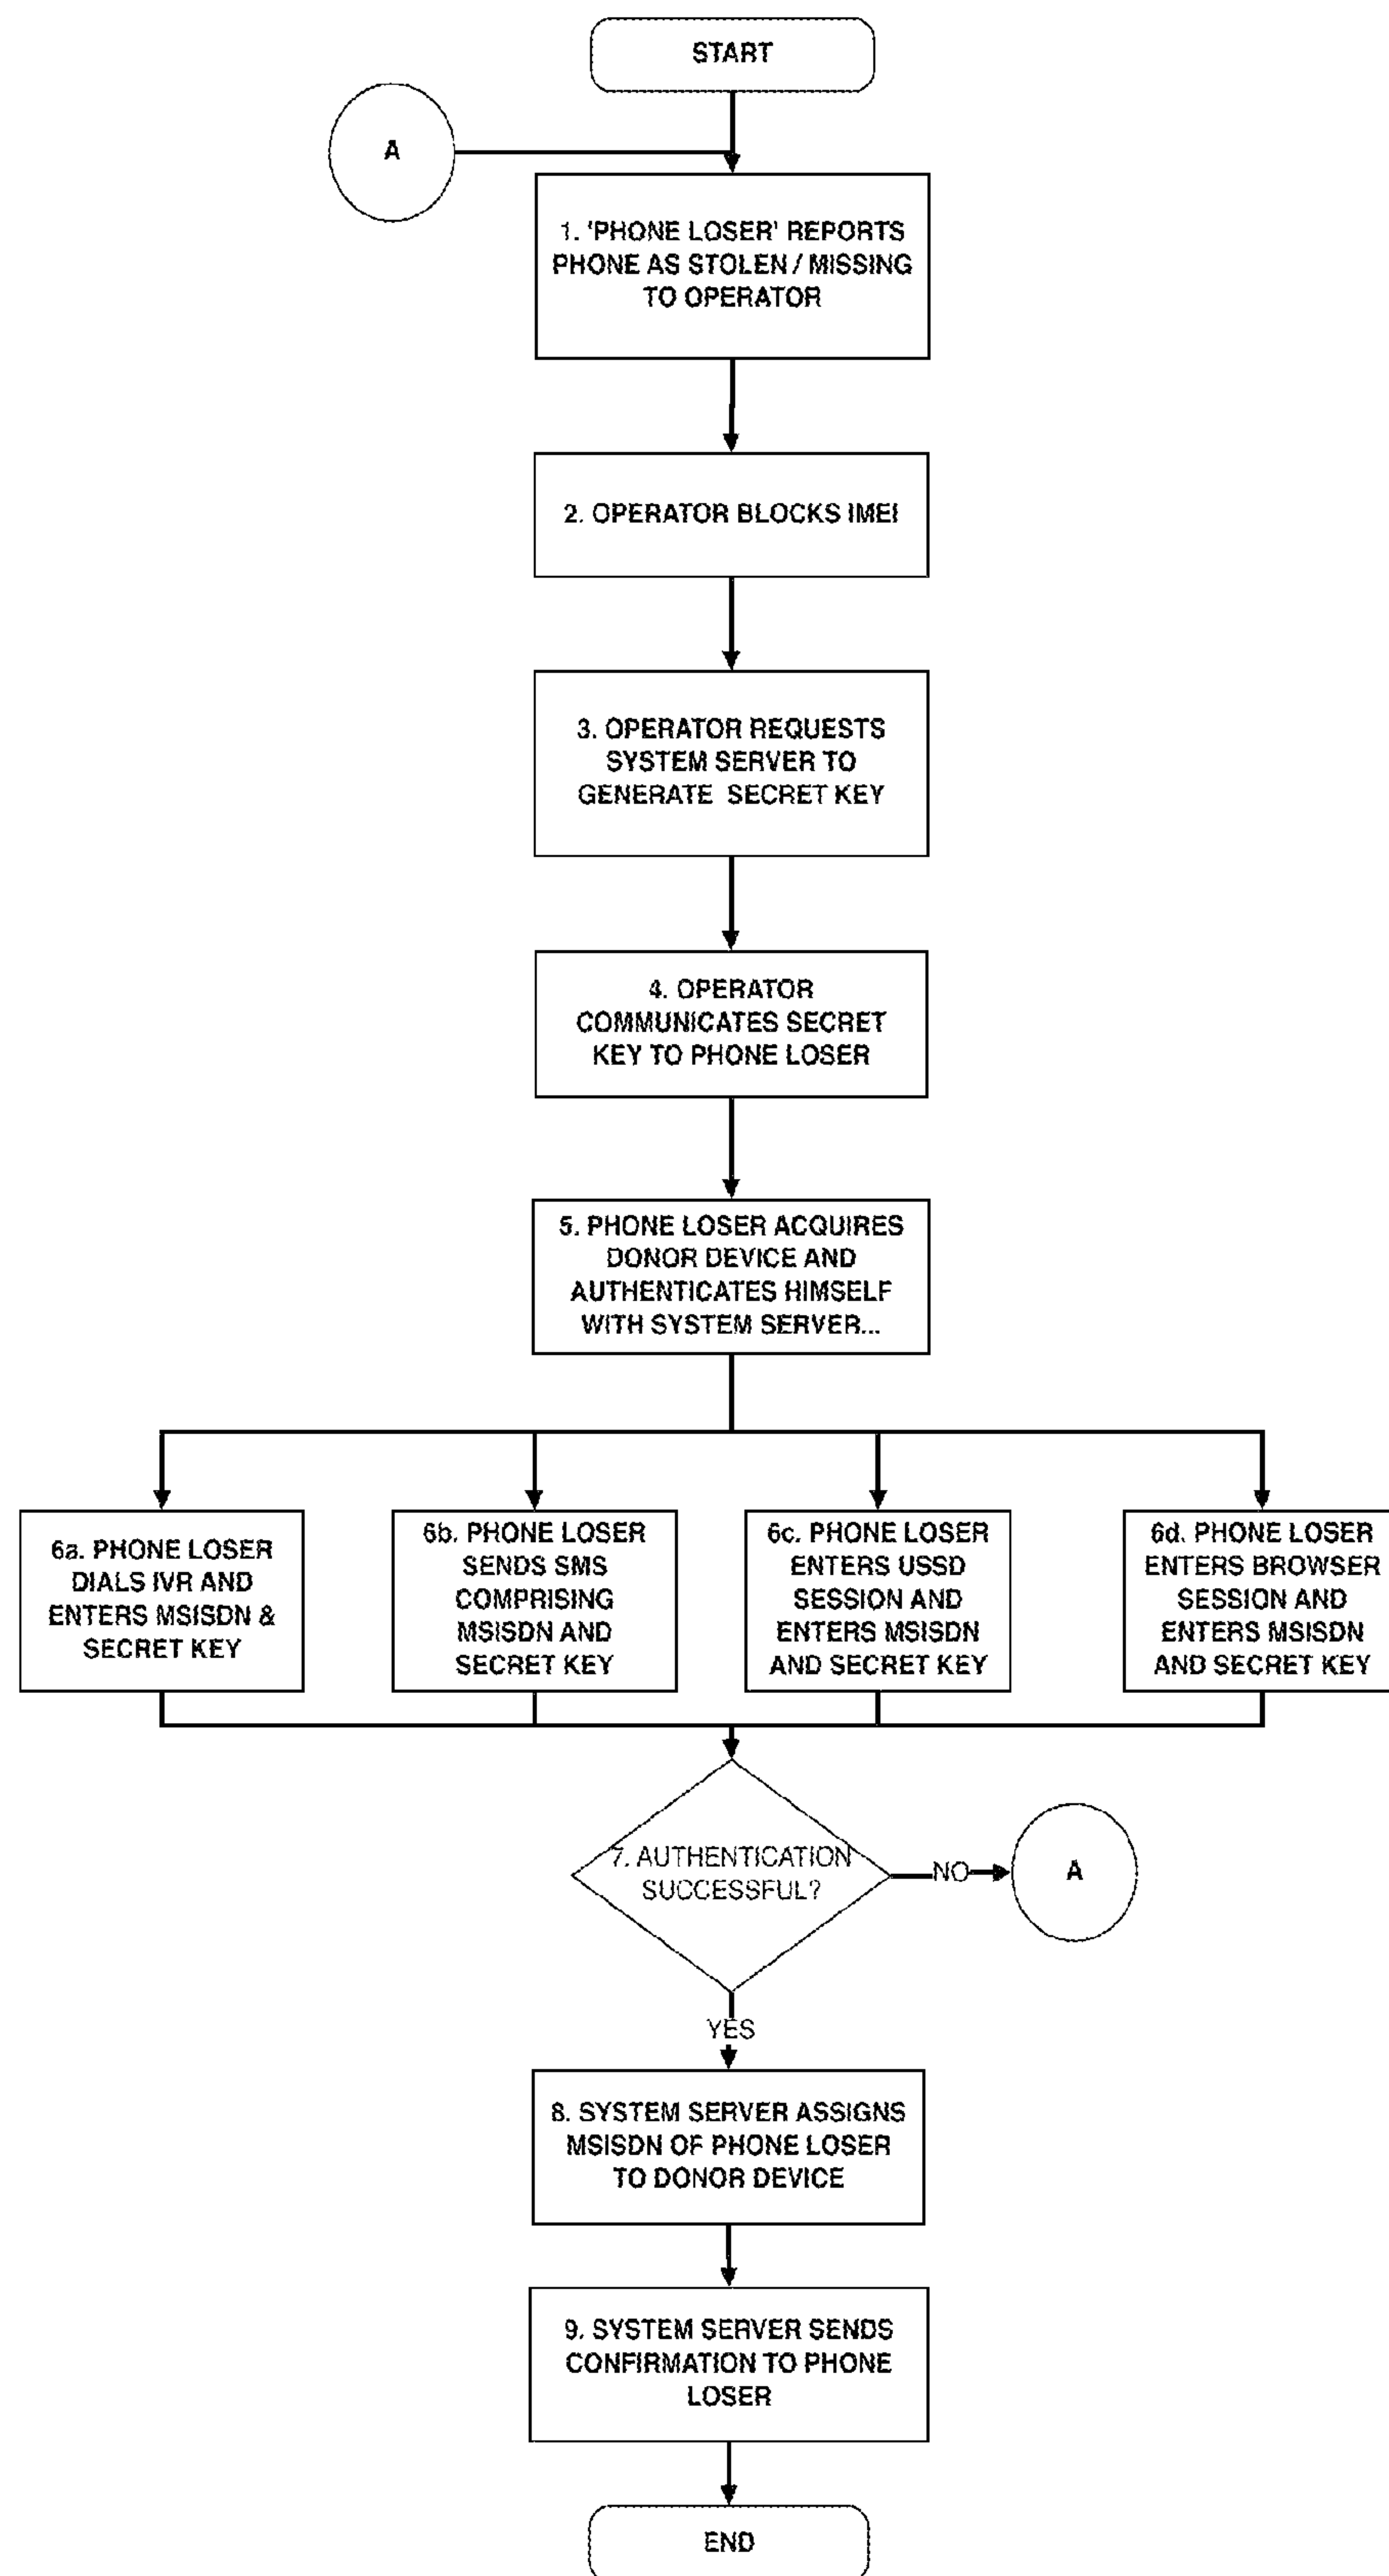 START
A
1. 'PHONE LOSER' REPORTS
PHONE AS STOLEN / MISSING
TO OPERATOR
2. OPERATOR BLOCKS IMEI
3. OPERATOR REQUESTS
SYSTEM SERVER TO
GENERATE SECRET KEY
4. OPERATOR
COMMUNICATES SECRET
KEY TO PHONE LOSER
5. PHONE LOSER ACQUIRES
DONOR DEVICE AND
AUTHENTICATES HIMSELF
WITH SYSTEM SERVER...
6a. PHONE LOSER
DIALS IVR AND
ENTERS MSISDN &
SECRET KEY
6b. PHONE LOSER
SENDS SMS
COMPRISING
MSISDN AND
SECRET KEY
6c. PHONE LOSER
ENTERS USSD
SESSION AND
ENTERS MSISDN
AND SECRET KEY
6d. PHONE LOSER
ENTERS BROWSER
SESSION AND
ENTERS MSISDN
AND SECRET KEY
7. AUTHENTICATION
SUCCESSFUL?
NO
A
YES
8. SYSTEM SERVER ASSIGNS
MSISDN OF PHONE LOSER
TO DONOR DEVICE
9. SYSTEM SERVER SENDS
CONFIRMATION TO PHONE
LOSER
END